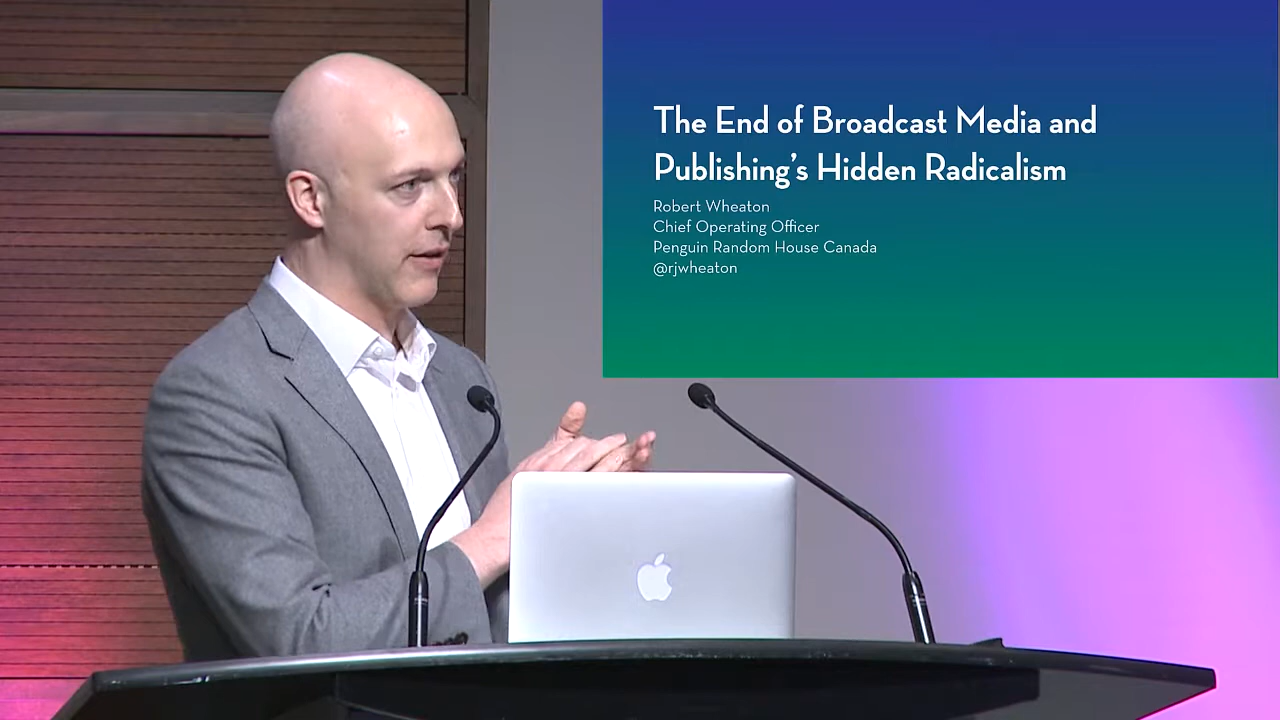 The End of Broadcast Media and
Publishing's Hidden Radicalism
Robert Wheaton
Chief Operating Officer
Penguin Random House Canada
@rjwheaton